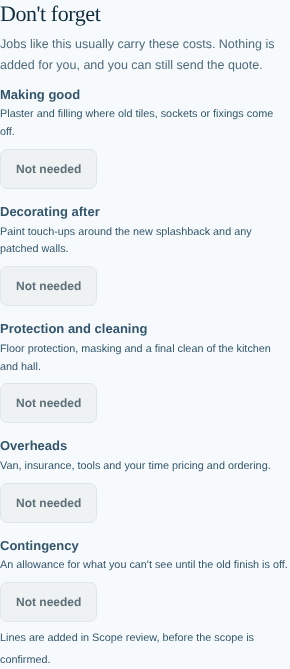 Don't forget
Jobs like this usually carry these costs. Nothing is
added for you, and you can still send the quote.
Making good
Plaster and filling where old tiles, sockets or fixings come
off.
Not needed
Decorating after
Paint touch-ups around the new splashback and any
patched walls.
Not needed
Protection and cleaning
Floor protection, masking and a final clean of the kitchen
and hall.
Not needed
Overheads
Van, insurance, tools and your time pricing and ordering.
Not needed
Contingency
An allowance for what you can't see until the old finish is off.
Not needed
Lines are added in Scope review, before the scope is
confirmed.